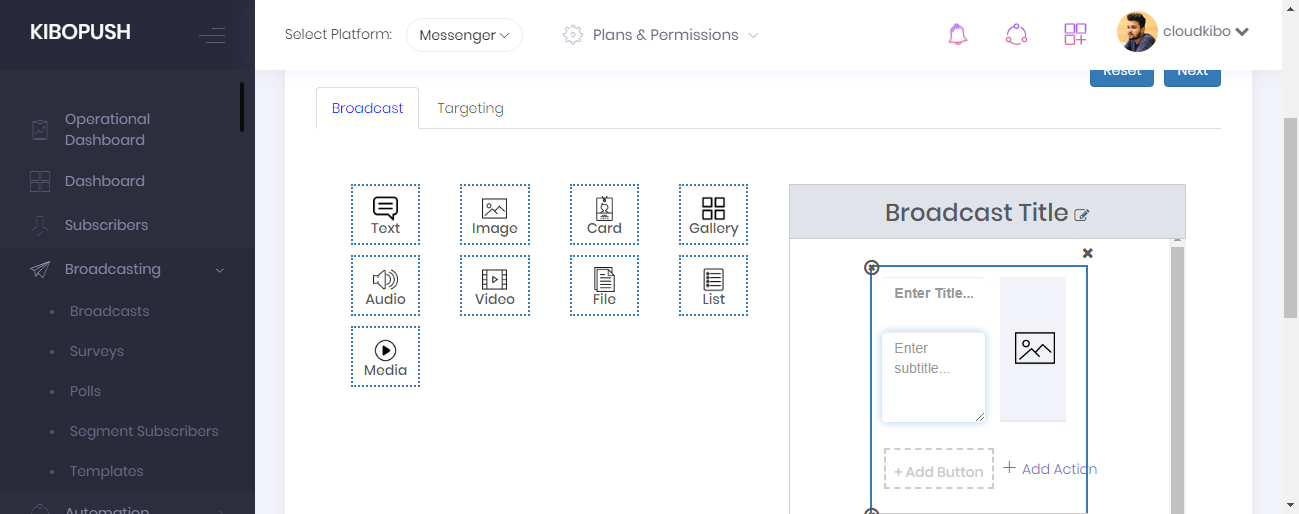 KIBOPUSH
Select Platform: Messenger
Plans & Permissions
cloudkibo
Operational
Dashboard
Dashboard
Subscribers
Broadcasting
Broadcasts
Surveys
Polls
Segment Subscribers
Templates
Automation
Reset Next
Broadcast Targeting
Text Image Card Gallery
Audio Video File List
Media
Broadcast Title
Enter Title...
Enter
subtitle...
+ Add Button + Add Action